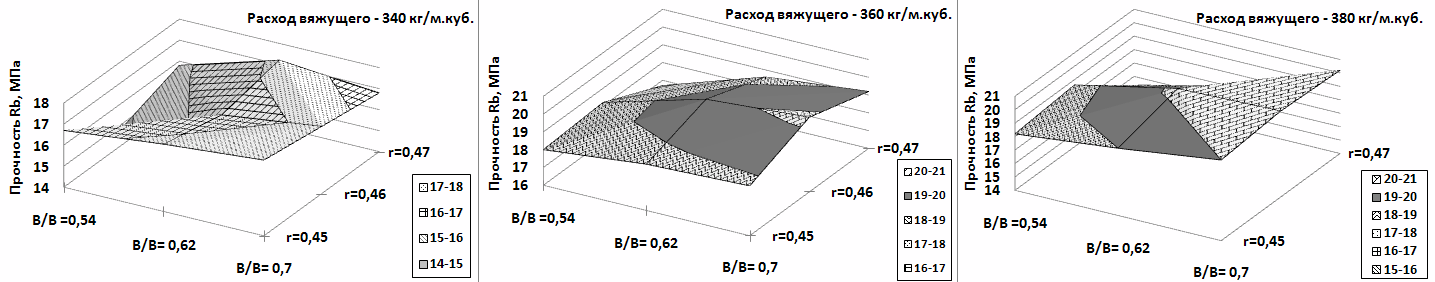 Расход вяжущего - 340 кг/м.куб.
Прочность Rb, МПа
18
17
16
15
14
В/В =0,54
В/В= 0,62
В/В= 0,7
r=0,45
r=0,46
r=0,47
17-18
16-17
15-16
14-15
Расход вяжущего - 360 кг/м.куб.
Прочность Rb, МПа
21
20
19
18
17
16
В/В =0,54
В/В= 0,62
В/В= 0,7
r=0,45
r=0,46
r=0,47
20-21
19-20
18-19
17-18
16-17
Расход вяжущего - 380 кг/м.куб.
Прочность Rb, МПа
21
20
19
18
17
16
15
14
В/В =0,54
В/В= 0,62
В/В= 0,7
r=0,45
r=0,47
20-21
19-20
18-19
17-18
16-17
15-16